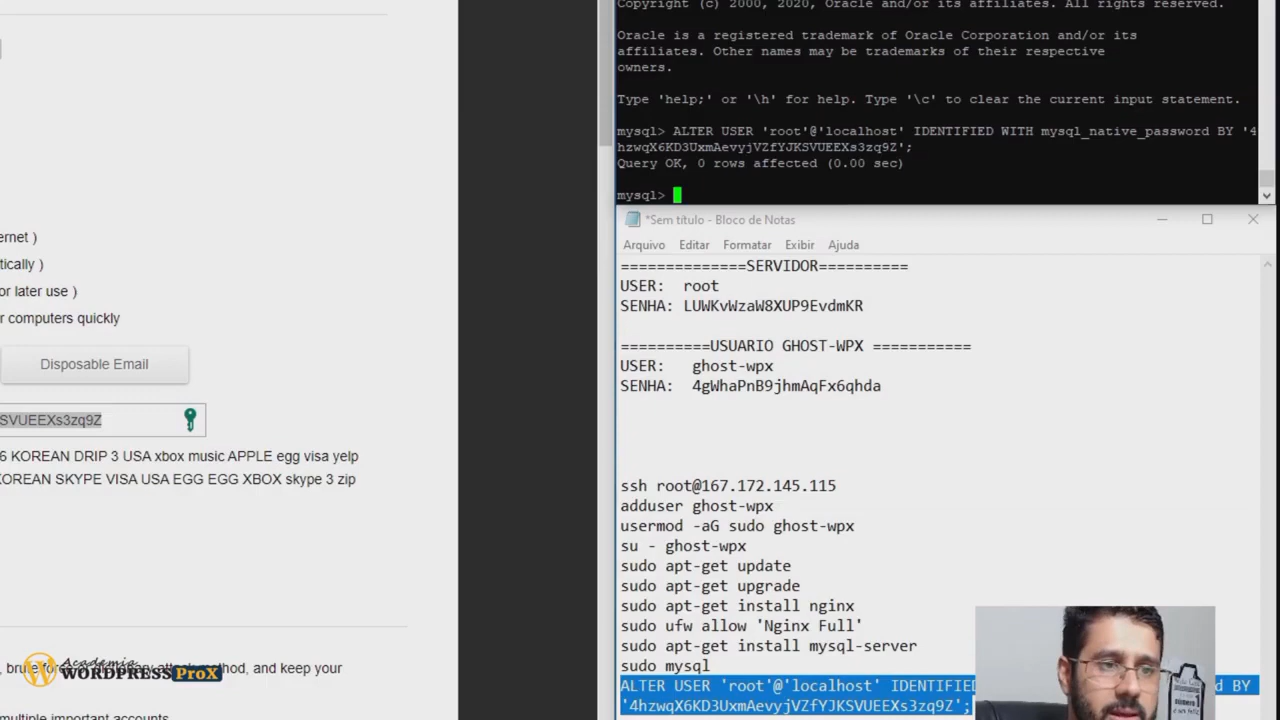 ernet )
tically )
or later use )
r computers quickly
Disposable Email
SVUEEXs3zq9Z
6 KOREAN DRIP 3 USA xbox music APPLE egg visa yelp
KOREAN SKYPE VISA USA EGG EGG XBOX skype 3 zip
method, and keep your
Academia
WORDPRESS ProX
multiple important accounts
Copyright (c) 2000, 2020, Oracle and/or its affiliates. All rights reserved.
Oracle is a registered trademark of Oracle Corporation and/or its
affiliates. Other names may be trademarks of their respective
owners.
Type 'help;' or '\h' for help. Type '\c' to clear the current input statement.
mysql> ALTER USER 'root'@'localhost' IDENTIFIED WITH mysql_native_password BY '4
hzwqX6KD3UxmAevyjVZfYJKSVUEEXs3zq9Z';
Query OK, 0 rows affected (0.00 sec)
mysql>
*Sem título - Bloco de Notas
Arquivo Editar Formatar Exibir Ajuda
==============SERVIDOR==========
USER: root
SENHA: LUWKvWzaW8XUP9EvdmKR
==========USUARIO GHOST-WPX ===========
USER: ghost-wpx
SENHA: 4gWhaPnB9jhmAqFx6qhda
ssh root@167.172.145.115
adduser ghost-wpx
usermod -aG sudo ghost-wpx
su - ghost-wpx
sudo apt-get update
sudo apt-get upgrade
sudo apt-get install nginx
sudo ufw allow 'Nginx Full'
sudo apt-get install mysql-server
sudo mysql
ALTER USER 'root'@'localhost' IDENTIFIED BY
'4hzwqX6KD3UxmAevyjVZfYJKSVUEEXs3zq9Z';